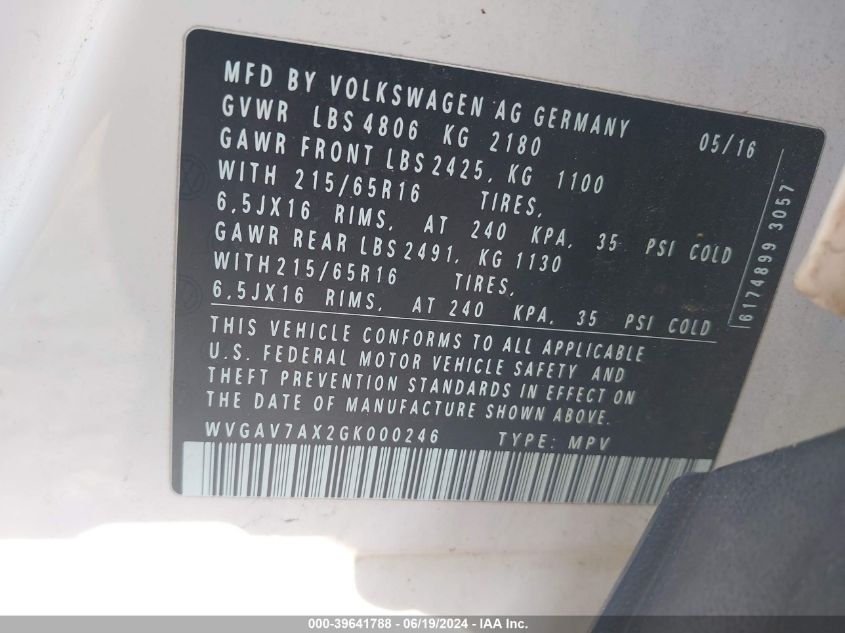 MFD BY VOLKSWAGEN AG GERMANY
GVWR LBS 4806 KG 2180 05/16
GAWR FRONT LBS 2425, KG 1100
WITH 215/65R16 TIRES,
6,5JX16 RIMS, AT 240 KPA, 35 PSI COLD
GAWR REAR LBS 2491, KG 1130
WITH 215/65R16 TIRES,
6,5JX16 RIMS, AT 240 KPA, 35 PSI COLD
THIS VEHICLE CONFORMS TO ALL APPLICABLE
U.S. FEDERAL MOTOR VEHICLE SAFETY AND
THEFT PREVENTION STANDARDS IN EFFECT ON
THE DATE OF MANUFACTURE SHOWN ABOVE.
WVGAV7AX2GK000246 TYPE: MPV
6174899 3057
000-39641788 - 06/19/2024 - IAA Inc.